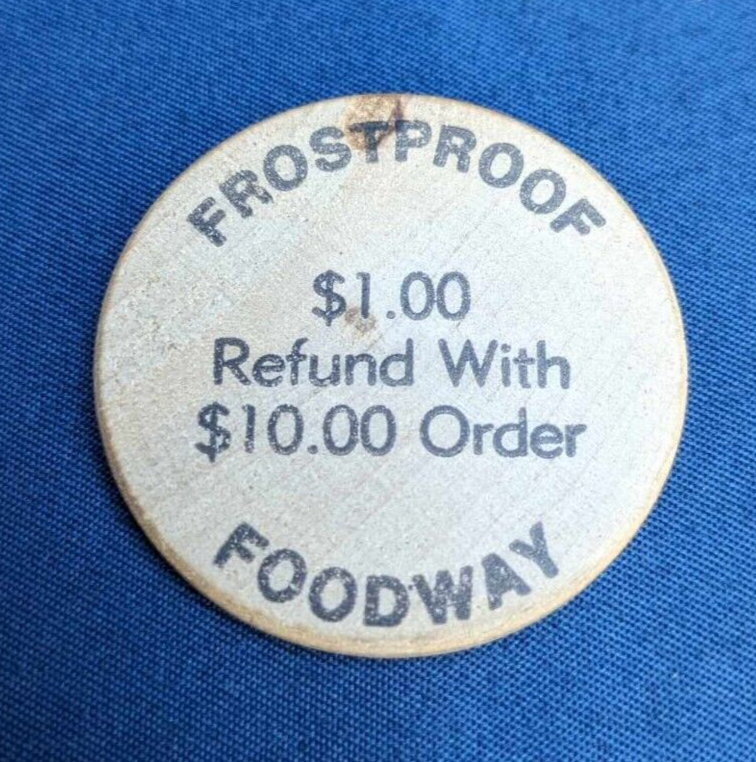 FROSTPROOF
$1.00
Refund With
$10.00 Order
FOODWAY